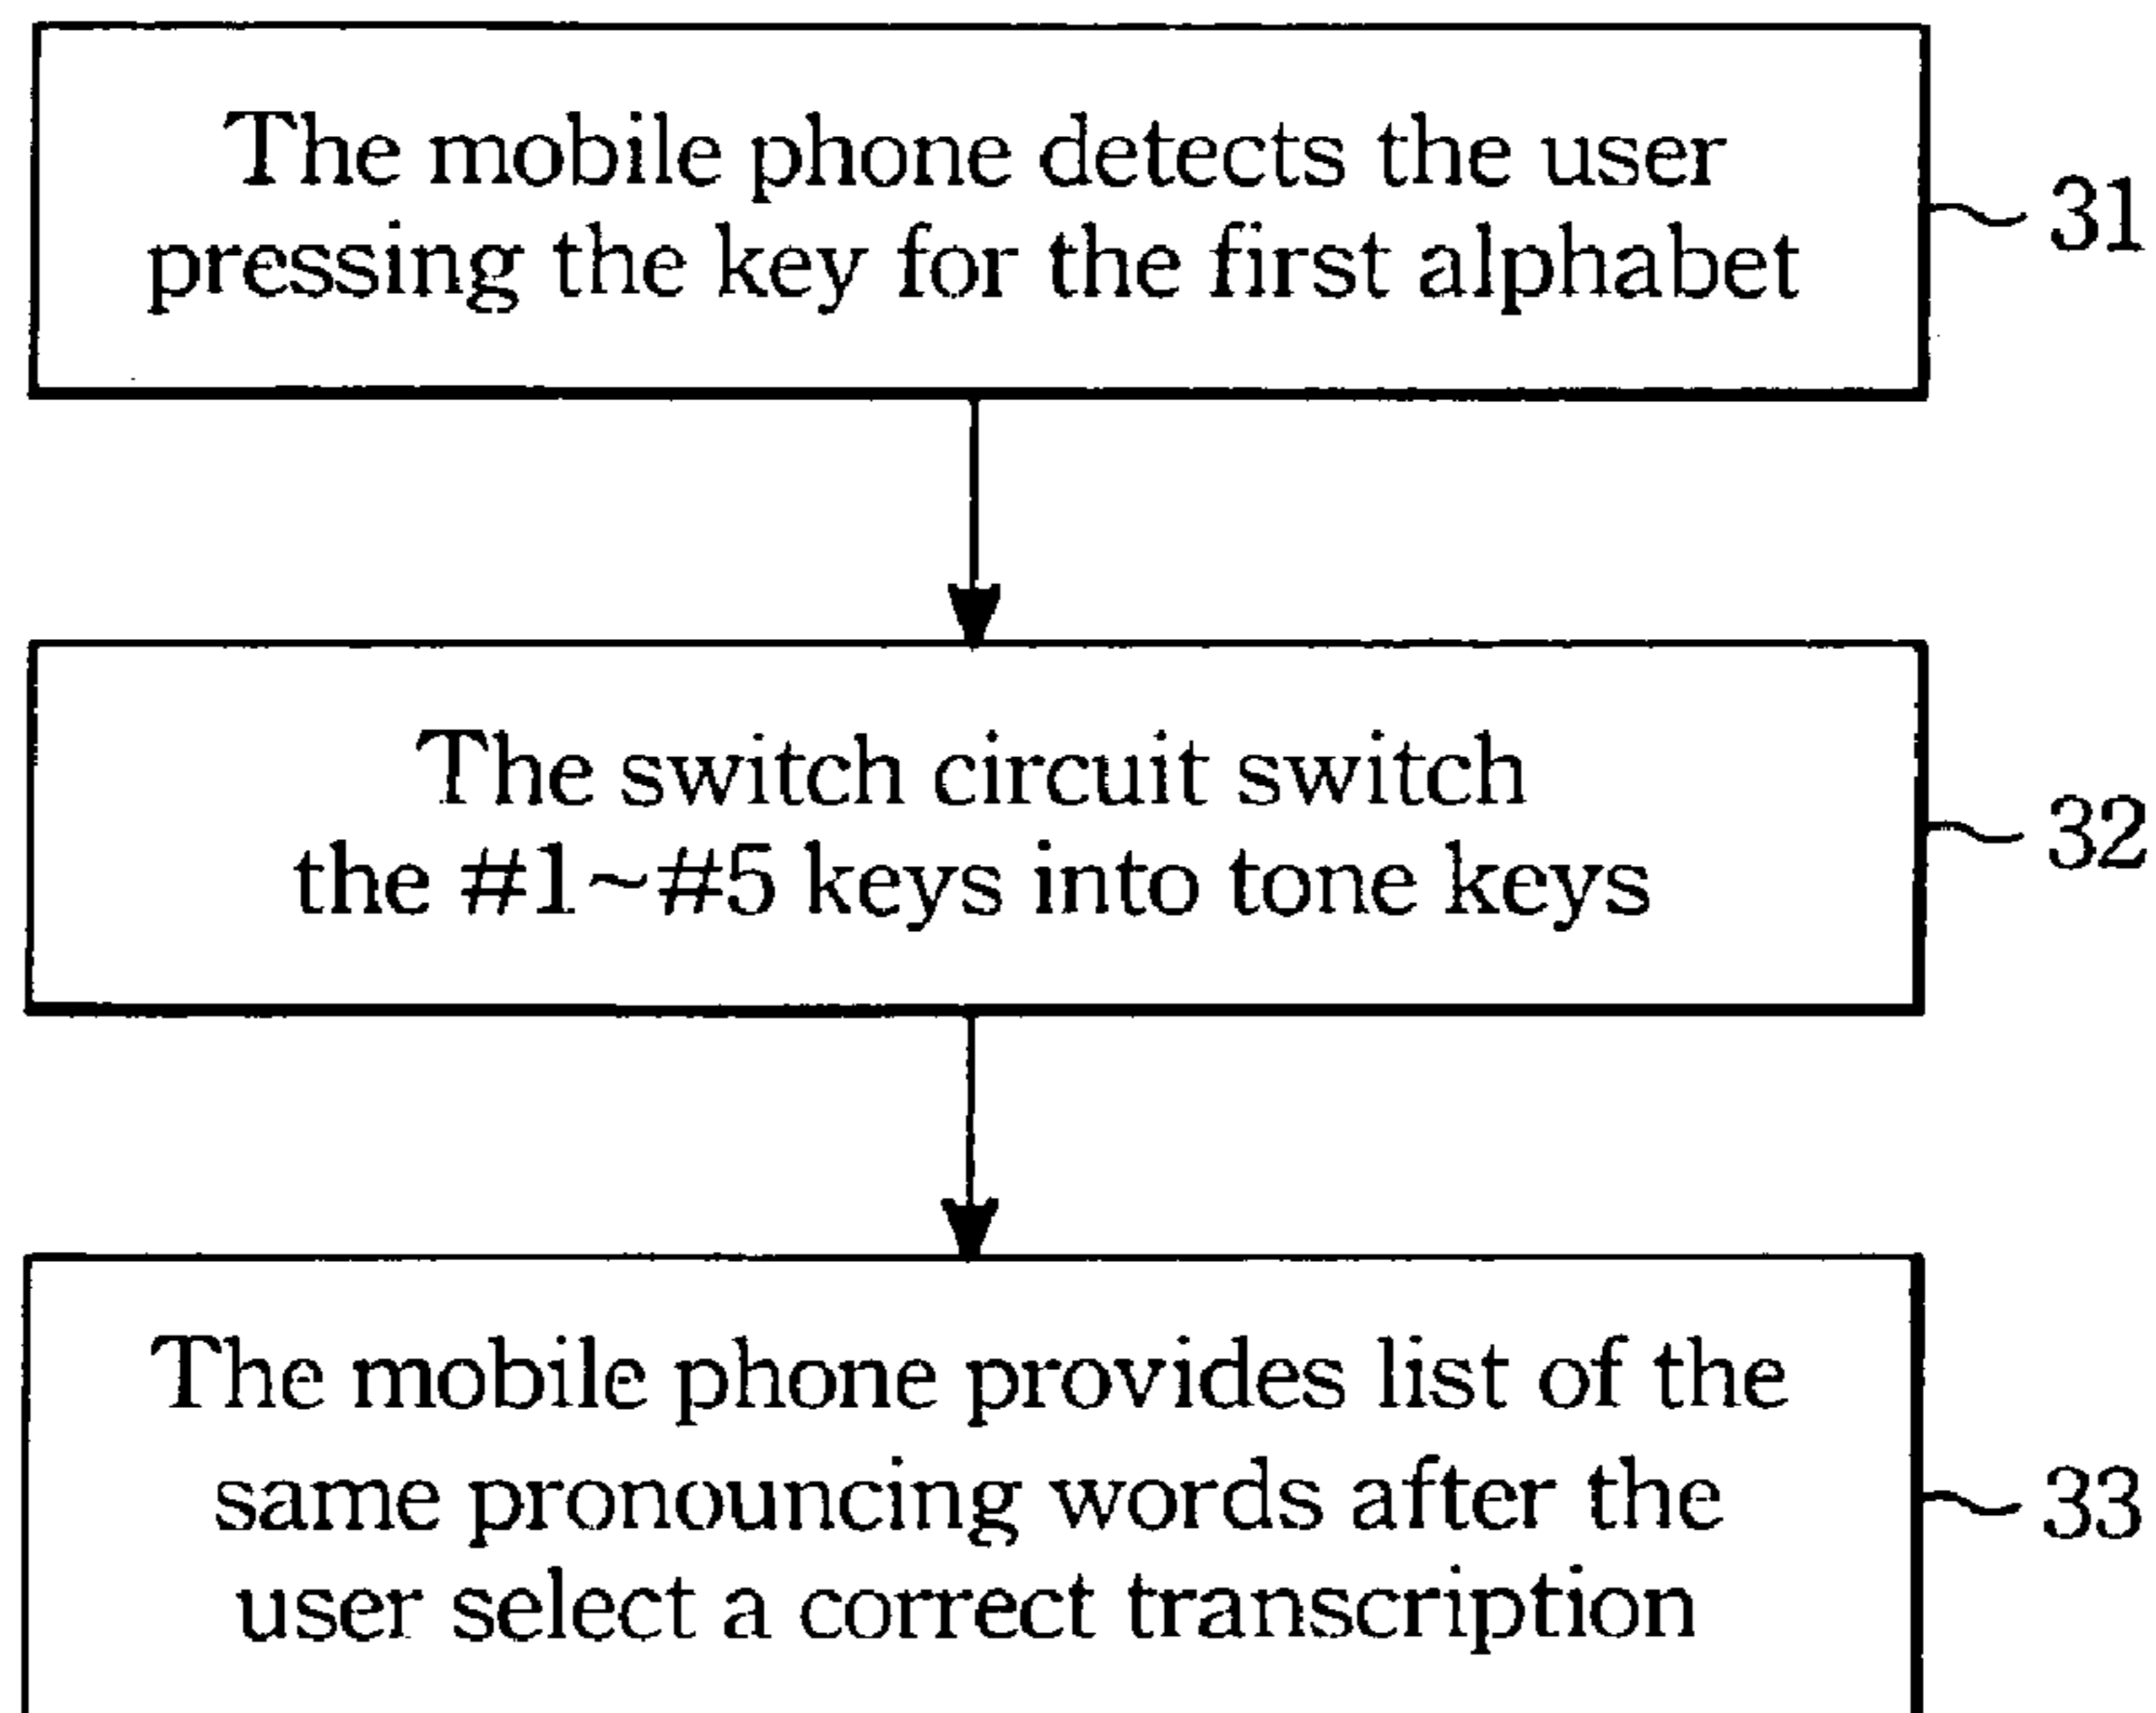 The mobile phone detects the user
pressing the key for the first alphabet
31
The switch circuit switch
the #1~#5 keys into tone keys
32
The mobile phone provides list of the
same pronouncing words after the
user select a correct transcription
33